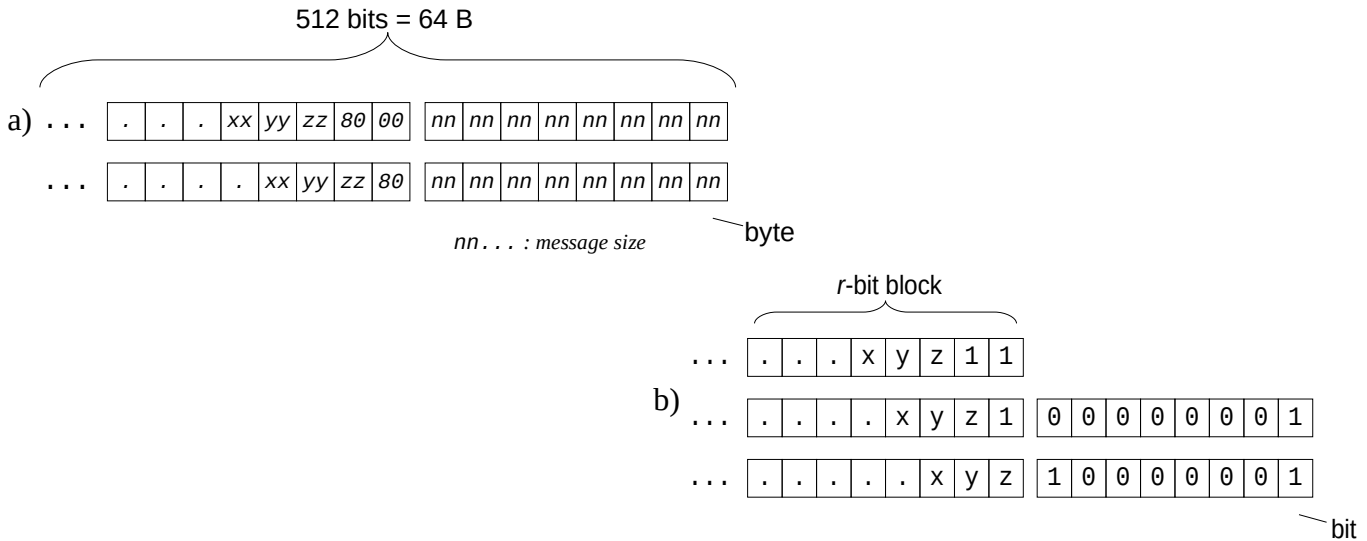 512 bits = 64 B
a) ... . . . xx yy zz 80 00 nn nn nn nn nn nn nn nn
... . . . . xx yy zz 80 nn nn nn nn nn nn nn nn
nn... : message size
byte
r-bit block
... . . . x y z 1 1
b)
... . . . . x y z 1 0 0 0 0 0 0 0 1
... . . . . . x y z 1 0 0 0 0 0 0 1
bit